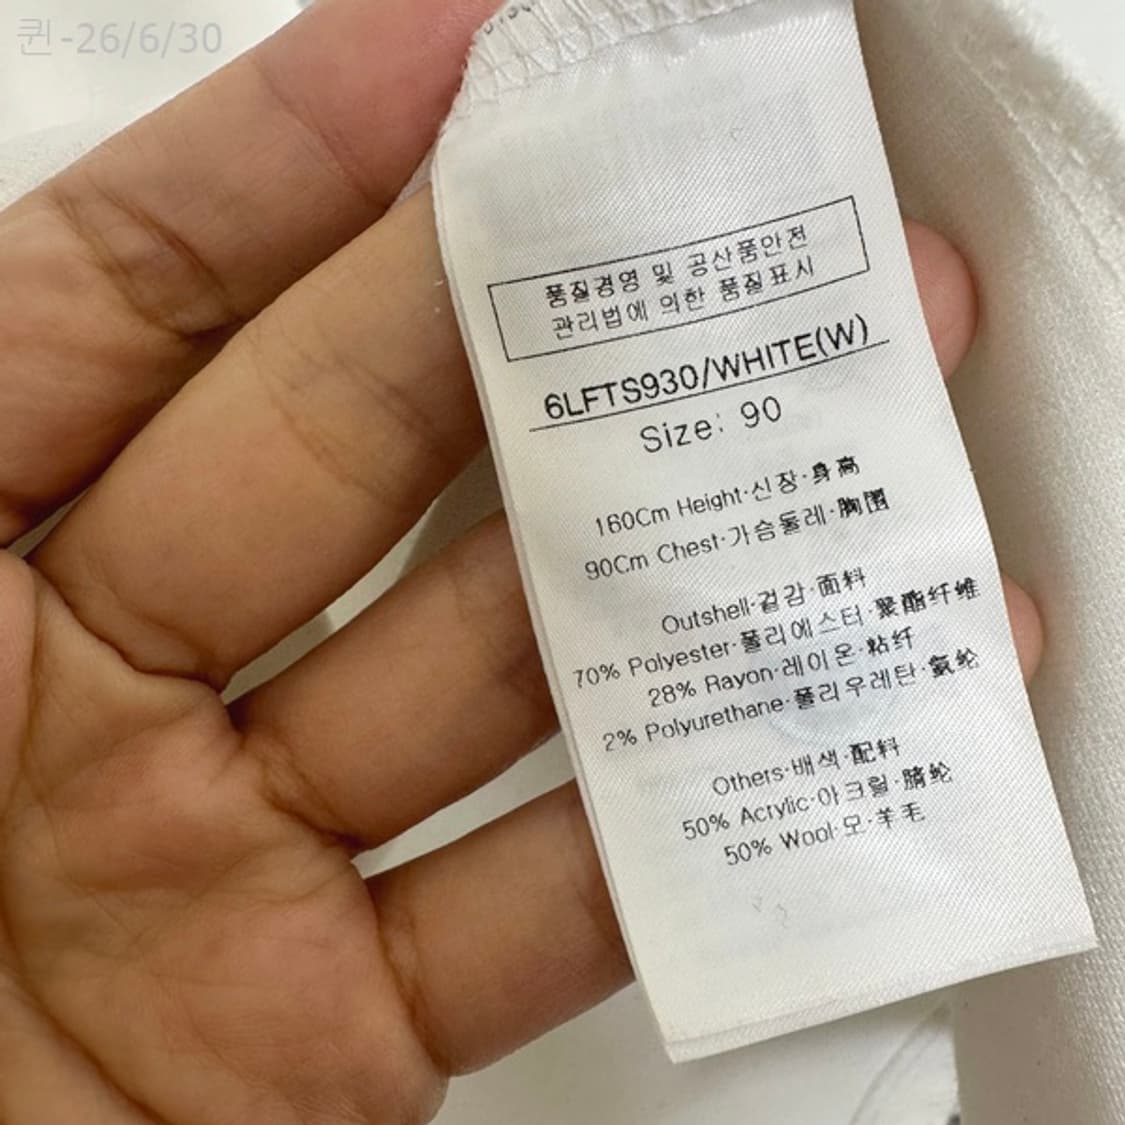 퀸-26/6/30
품질경영 및 공산품안전
관리법에 의한 품질표시
6LFTS930/WHITE(W)
Size: 90
160Cm Height·신장·身高
90Cm Chest·가슴둘레·胸围
Outshell·겉감·面料
70% Polyester·폴리에스터·聚酯纤维
28% Rayon·레이온·粘纤
2% Polyurethane·폴리우레탄·氨纶
Others·배색·配料
50% Acrylic·아크릴·腈纶
50% Wool·모·羊毛